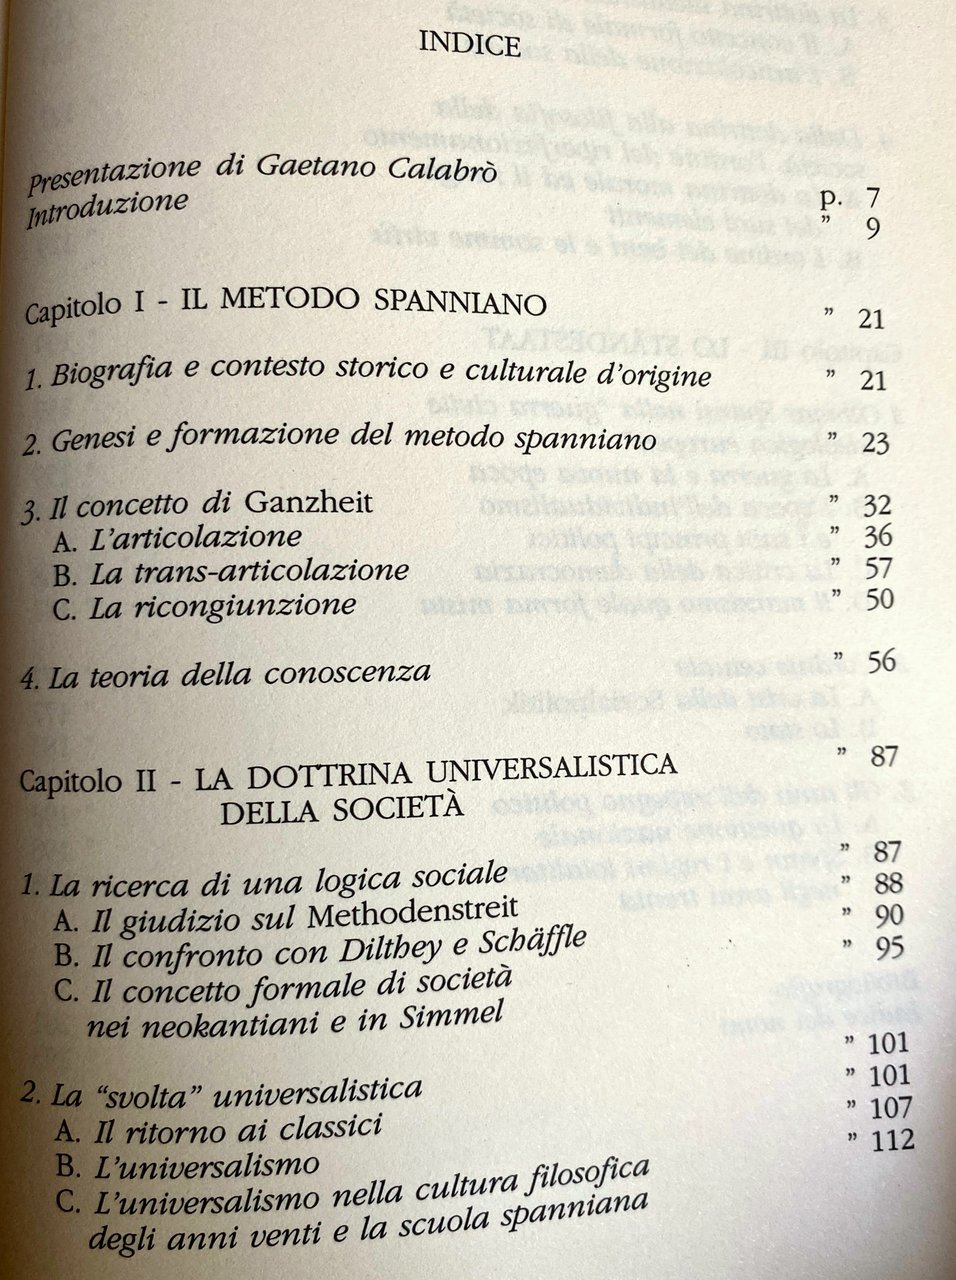 INDICE
Presentazione di Gaetano Calabrò p. 7
Introduzione ” 9
Capitolo I - IL METODO SPANNIANO ” 21
1. Biografia e contesto storico e culturale d’origine ” 21
2. Genesi e formazione del metodo spanniano ” 23
3. Il concetto di Ganzheit ” 32
A. L’articolazione ” 36
B. La trans-articolazione ” 57
C. La ricongiunzione ” 50
4. La teoria della conoscenza ” 56
Capitolo II - LA DOTTRINA UNIVERSALISTICA ” 87
DELLA SOCIETÀ
1. La ricerca di una logica sociale ” 87
A. Il giudizio sul Methodenstreit ” 88
B. Il confronto con Dilthey e Schäffle ” 90
C. Il concetto formale di società ” 95
nei neokantiani e in Simmel
2. La “svolta” universalistica ” 101
A. Il ritorno ai classici ” 101
B. L’universalismo ” 107
C. L’universalismo nella cultura filosofica ” 112
degli anni venti e la scuola spanniana